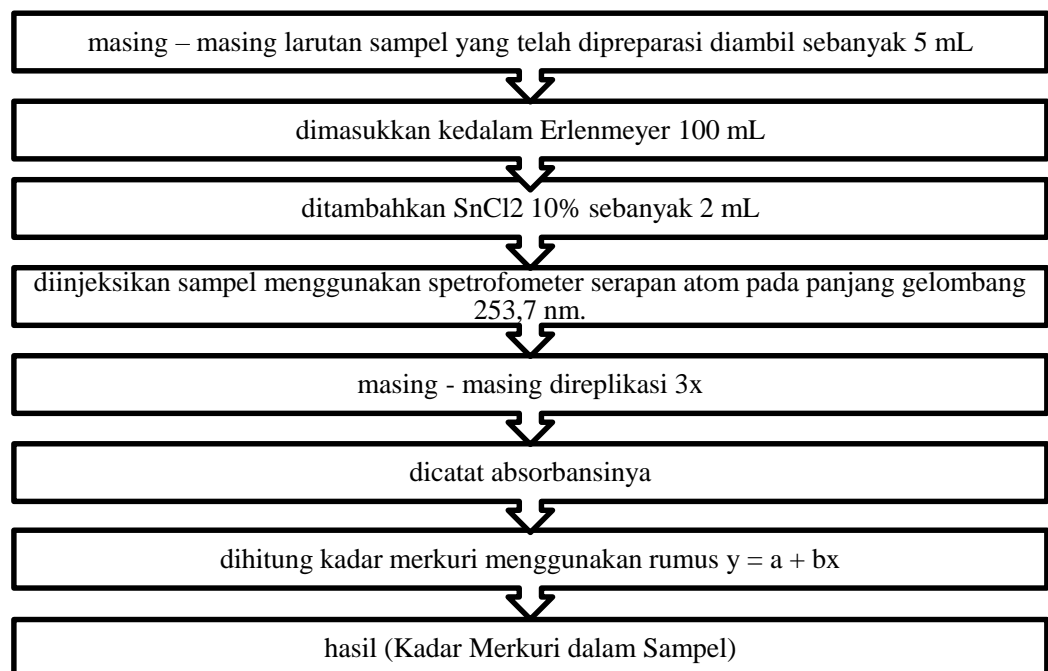 masing – masing larutan sampel yang telah dipreparasi diambil sebanyak 5 mL
dimasukkan kedalam Erlenmeyer 100 mL
ditambahkan SnCl2 10% sebanyak 2 mL
diinjeksikan sampel menggunakan spetrofometer serapan atom pada panjang gelombang
253,7 nm.
masing - masing direplikasi 3x
dicatat absorbansinya
dihitung kadar merkuri menggunakan rumus y = a + bx
hasil (Kadar Merkuri dalam Sampel)